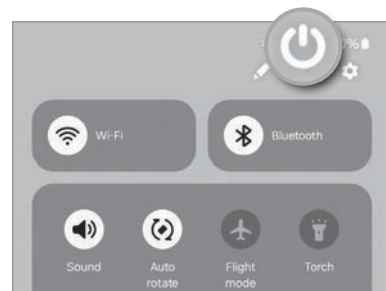 %
Wi-Fi
Bluetooth
Sound
Auto
rotate
Flight
mode
Torch